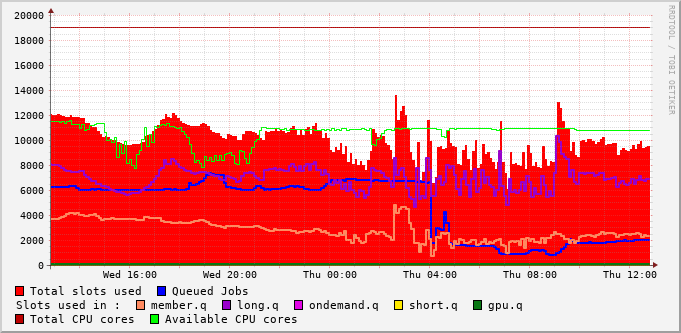 RRDTOOL / TOBI OETIKER
20000
18000
16000
14000
12000
10000
8000
6000
4000
2000
0
Wed 16:00 Wed 20:00 Thu 00:00 Thu 04:00 Thu 08:00 Thu 12:00
Total slots used Queued Jobs
Slots used in : member.q long.q ondemand.q short.q gpu.q
Total CPU cores Available CPU cores